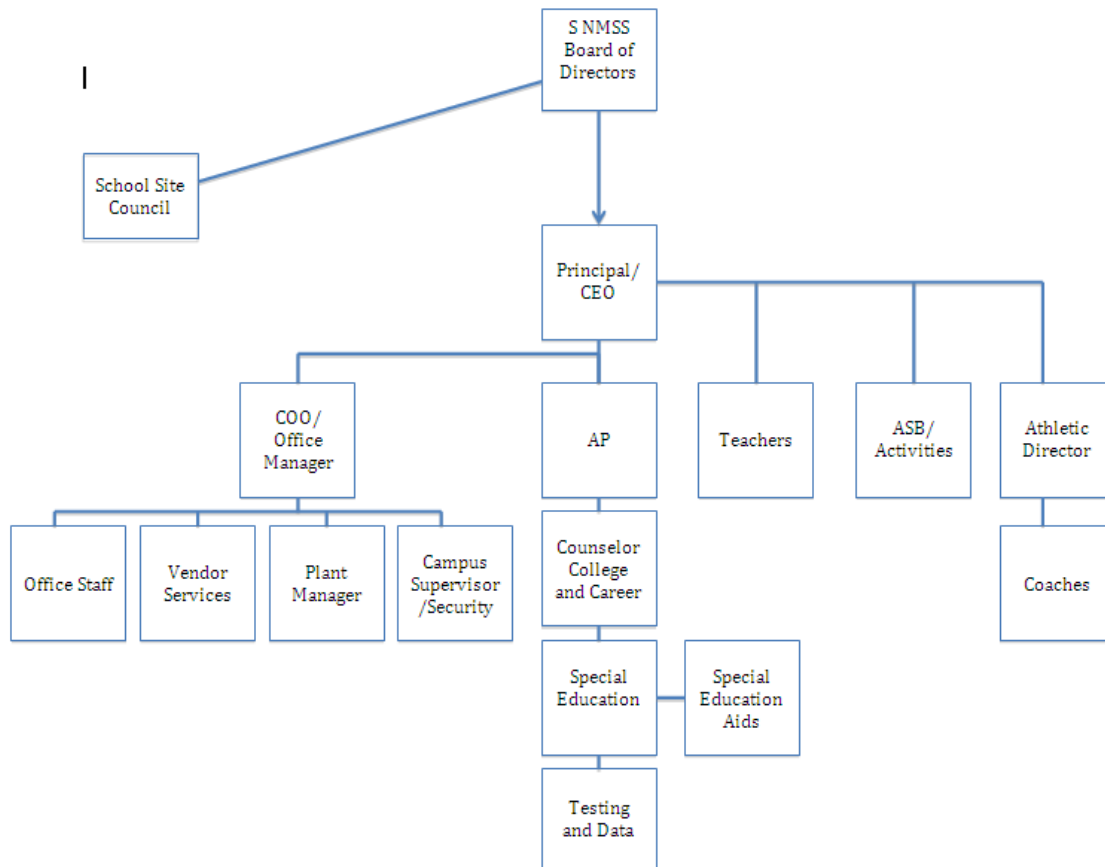 S NMSS
Board of
Directors
School Site
Council
Principal/
CEO
COO/
Office
Manager
AP
Teachers
ASB/
Activities
Athletic
Director
Office Staff
Vendor
Services
Plant
Manager
Campus
Supervisor
/Security
Counselor
College
and Career
Coaches
Special
Education
Special
Education
Aids
Testing
and Data